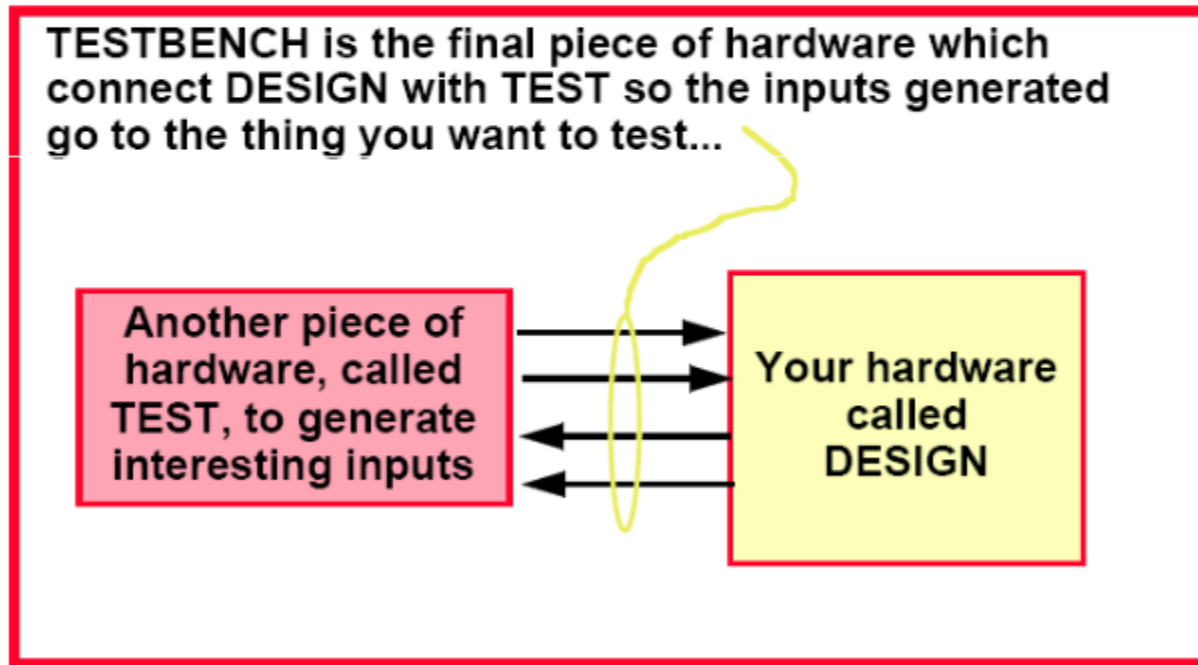 TESTBENCH is the final piece of hardware which
connect DESIGN with TEST so the inputs generated
go to the thing you want to test...
Another piece of
hardware, called
TEST, to generate
interesting inputs
Your hardware
called
DESIGN